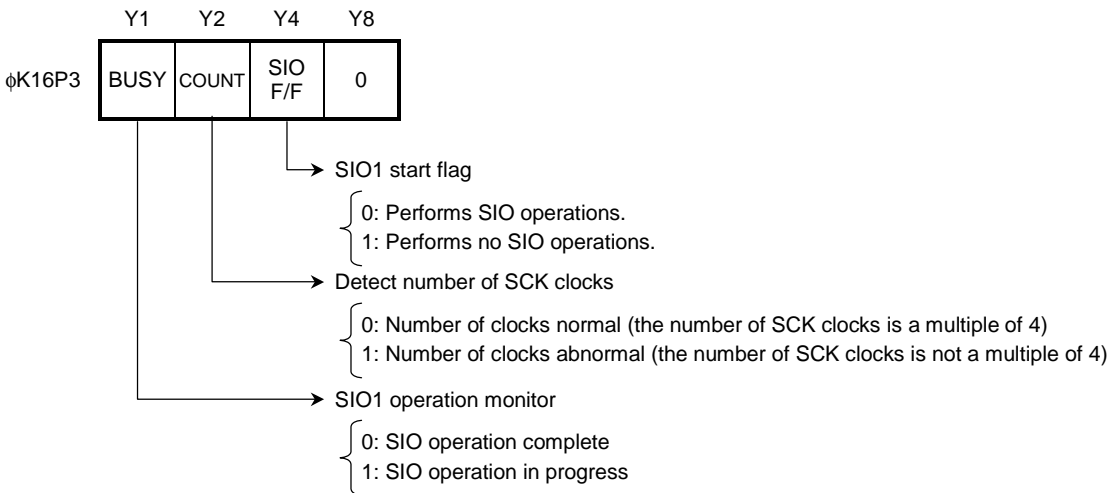 Y1 Y2 Y4 Y8
ϕK16P3 BUSY COUNT SIO F/F 0
SIO1 start flag
0: Performs SIO operations.
1: Performs no SIO operations.
Detect number of SCK clocks
0: Number of clocks normal (the number of SCK clocks is a multiple of 4)
1: Number of clocks abnormal (the number of SCK clocks is not a multiple of 4)
SIO1 operation monitor
0: SIO operation complete
1: SIO operation in progress